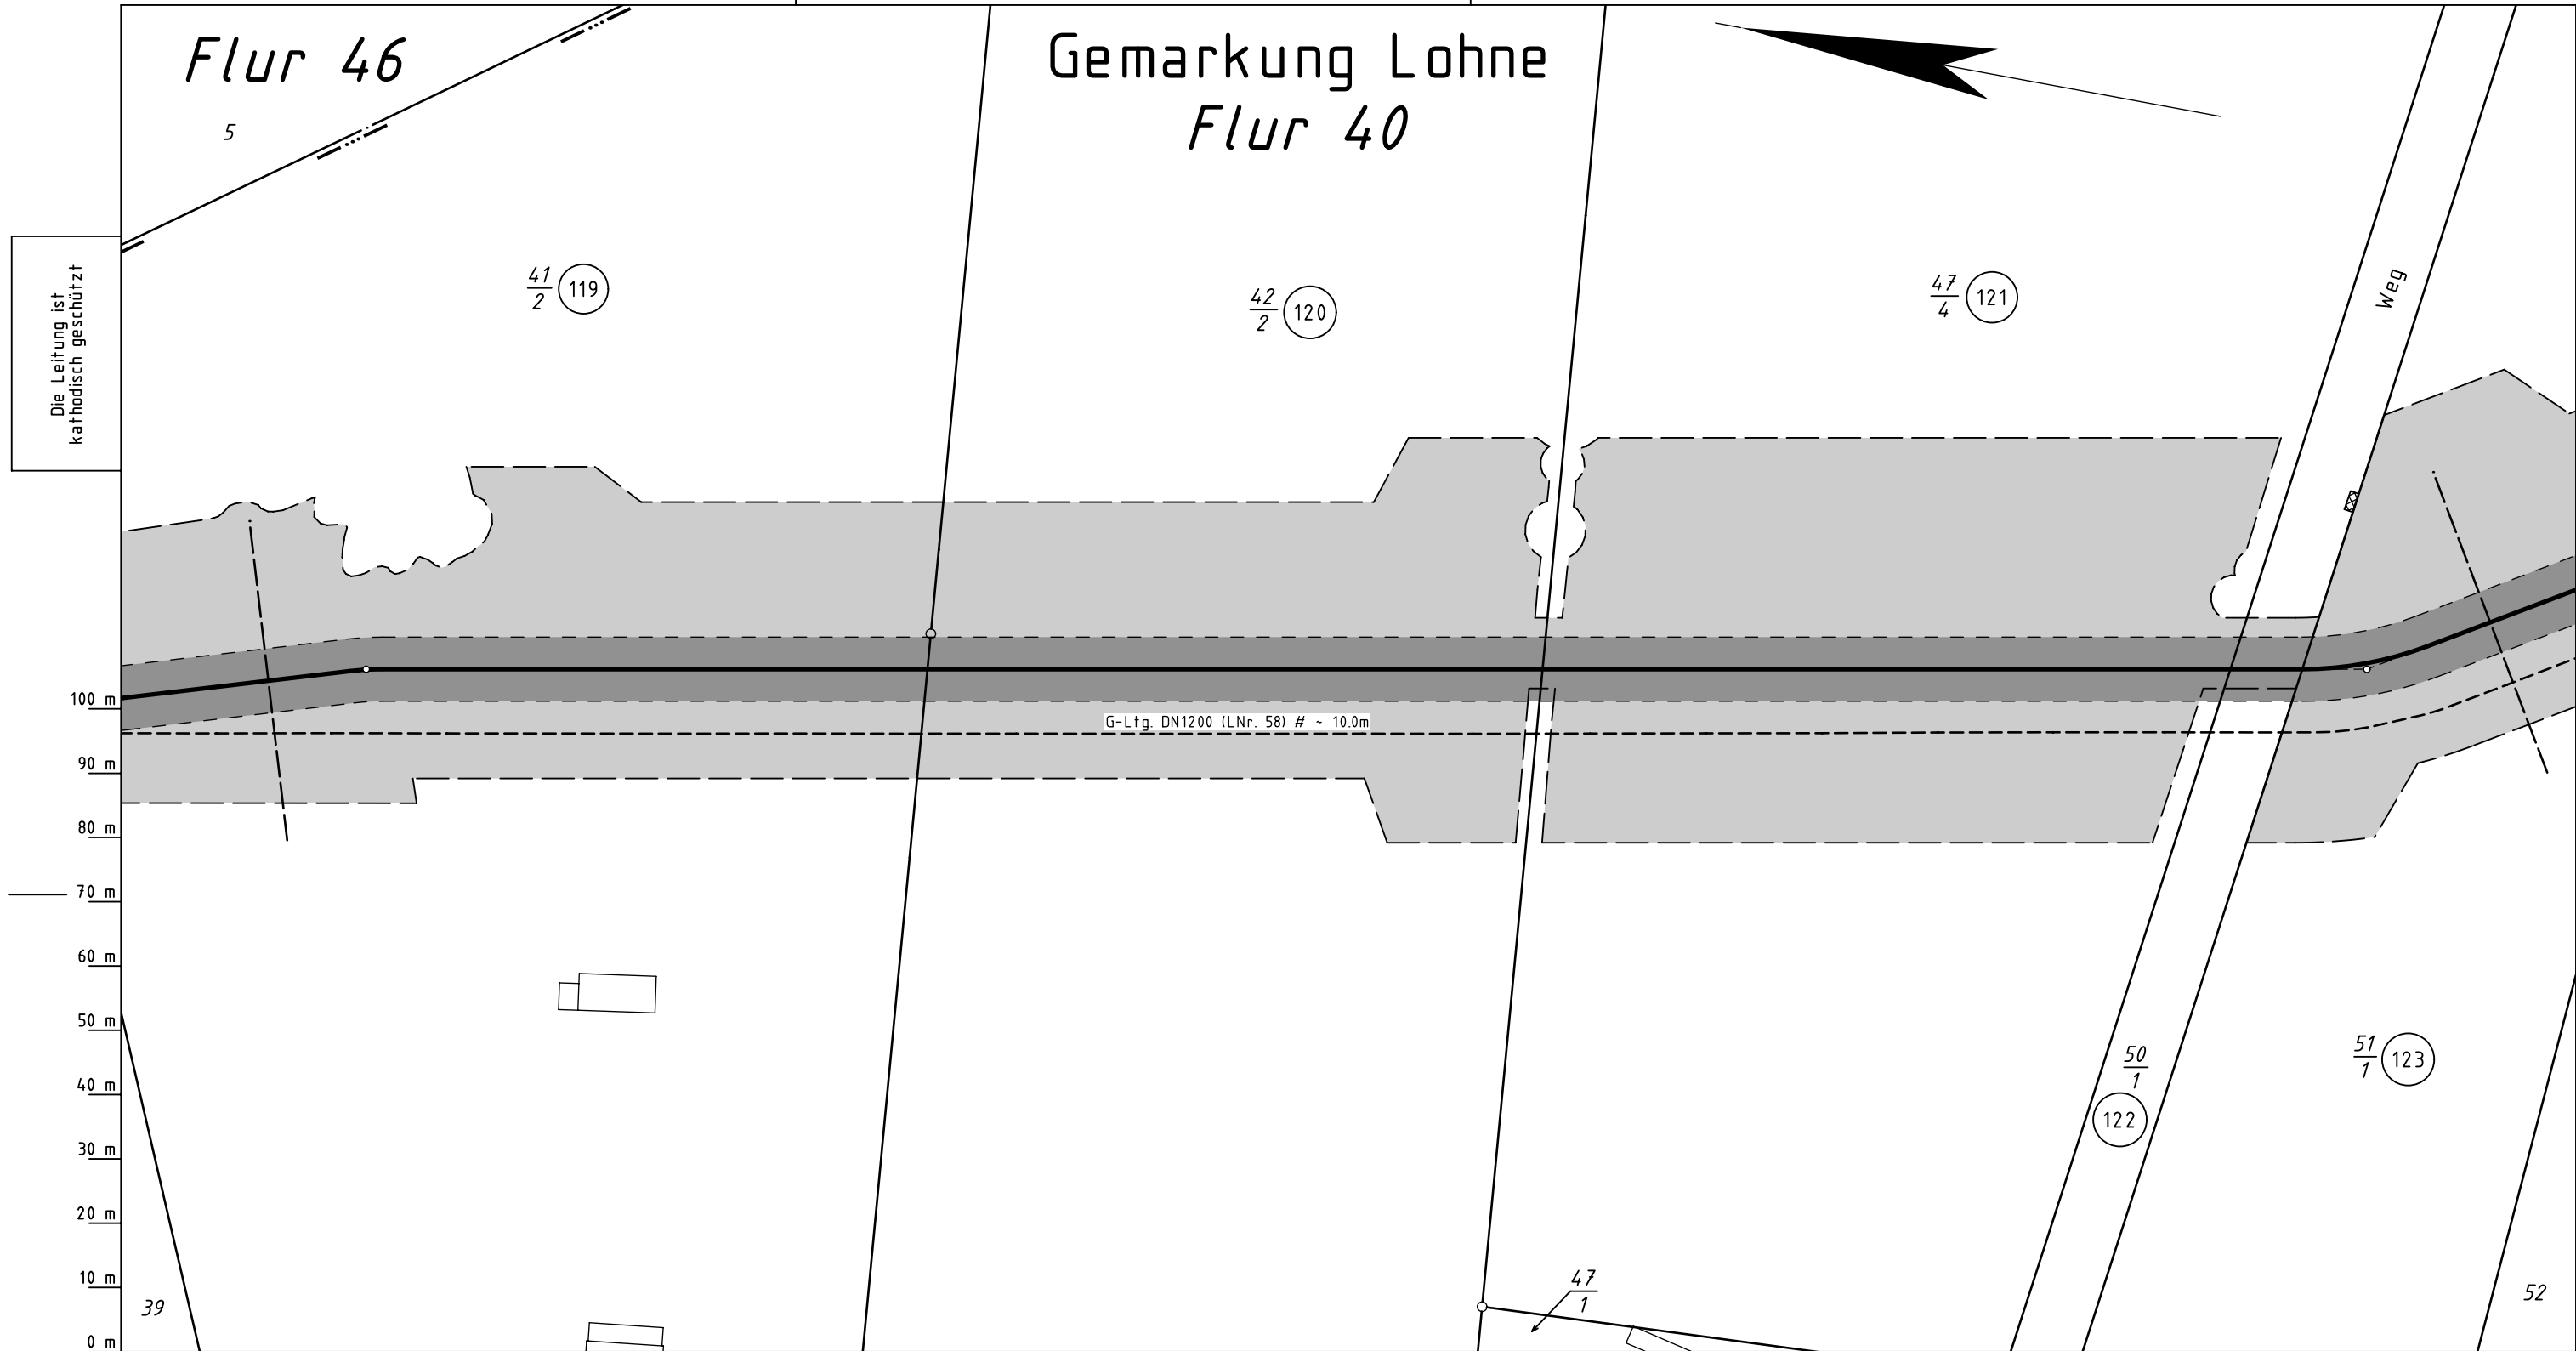 Flur 46
Gemarkung Lohne
Flur 40
5
Die Leitung ist
kathodisch geschützt
41
2
119
42
2
120
47
4
121
Weg
G-Ltg. DN1200 (LNr. 58) # ~ 10.0m
100 m
90 m
80 m
70 m
60 m
50 m
40 m
30 m
20 m
10 m
0 m
50
1
122
51
1
123
47
1
39
52